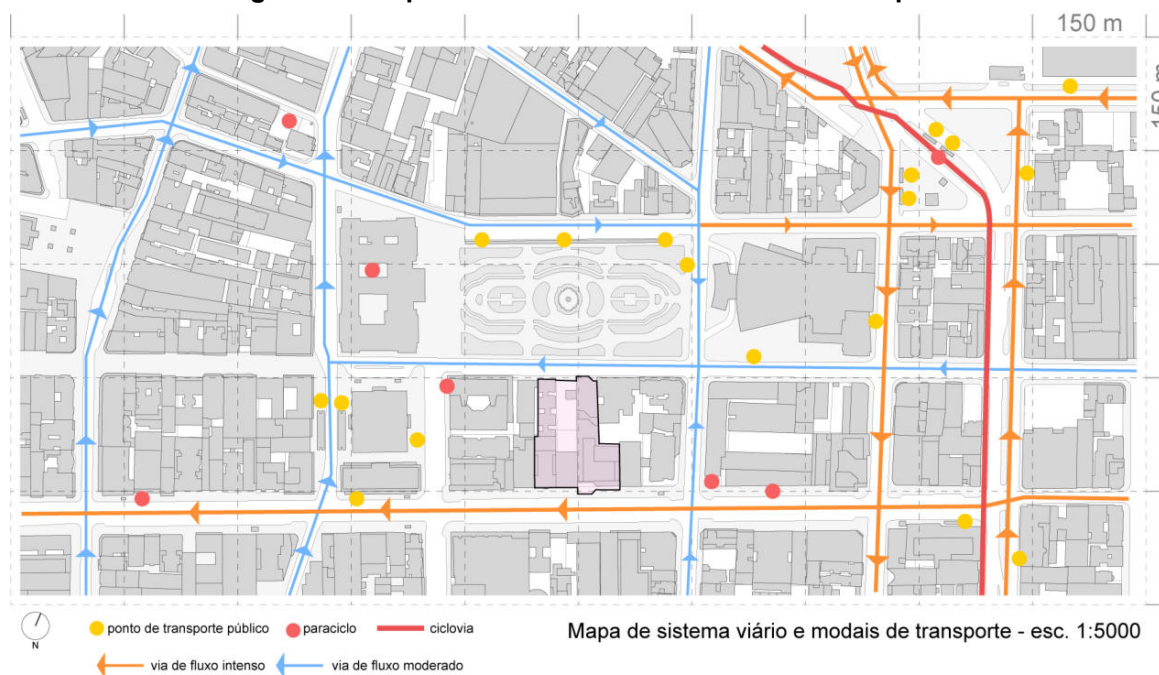 150 m
150 m
N
ponto de transporte público
paraciclo
ciclovia
Mapa de sistema viário e modais de transporte - esc. 1:5000
via de fluxo intenso
via de fluxo moderado